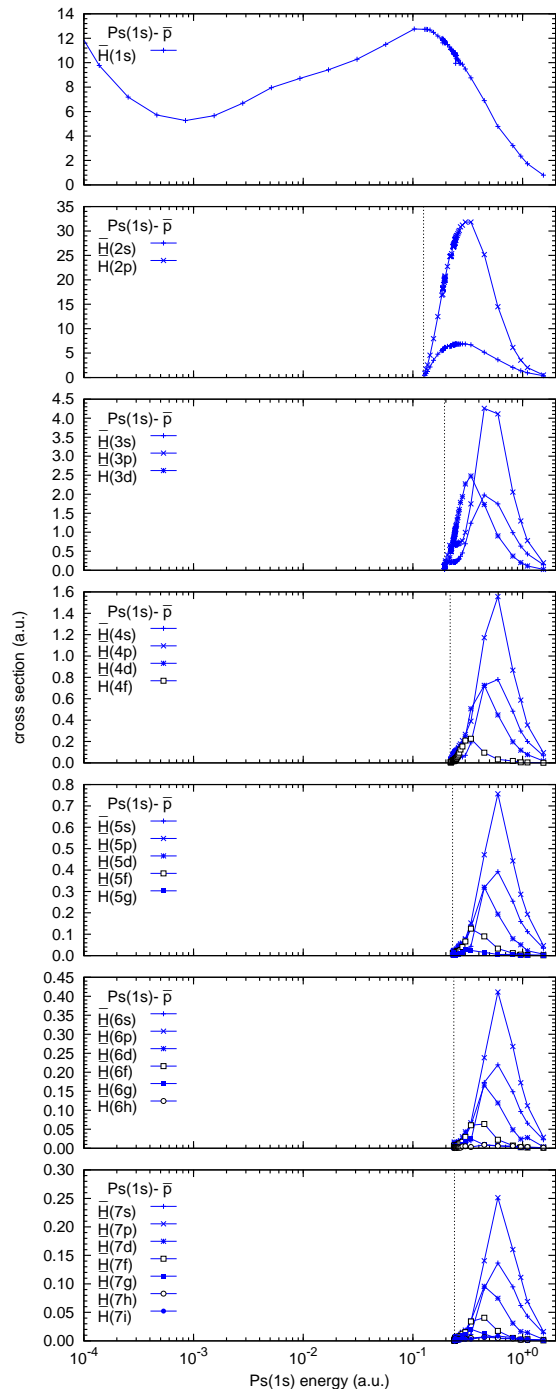 14
12
10
8
6
4
2
0
Ps(1s)- p̅
H̅(1s)
35
30
25
20
15
10
5
0
Ps(1s)- p̅
H̅(2s)
H̅(2p)
4.5
4.0
3.5
3.0
2.5
2.0
1.5
1.0
0.5
0.0
Ps(1s)- p̅
H̅(3s)
H̅(3p)
H̅(3d)
cross section (a.u.)
1.6
1.4
1.2
1.0
0.8
0.6
0.4
0.2
0.0
Ps(1s)- p̅
H̅(4s)
H̅(4p)
H̅(4d)
H̅(4f)
0.8
0.7
0.6
0.5
0.4
0.3
0.2
0.1
0.0
Ps(1s)- p̅
H̅(5s)
H̅(5p)
H̅(5d)
H̅(5f)
H̅(5g)
0.45
0.40
0.35
0.30
0.25
0.20
0.15
0.10
0.05
0.00
Ps(1s)- p̅
H̅(6s)
H̅(6p)
H̅(6d)
H̅(6f)
H̅(6g)
H̅(6h)
0.30
0.25
0.20
0.15
0.10
0.05
0.00
Ps(1s)- p̅
H̅(7s)
H̅(7p)
H̅(7d)
H̅(7f)
H̅(7g)
H̅(7h)
H̅(7i)
10⁻⁴ 10⁻³ 10⁻² 10⁻¹ 10⁰
Ps(1s) energy (a.u.)